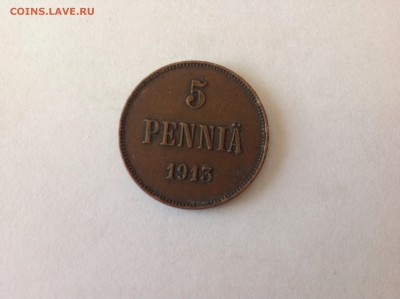 COINS.LAVE.RU
5
PENNIÄ
1913